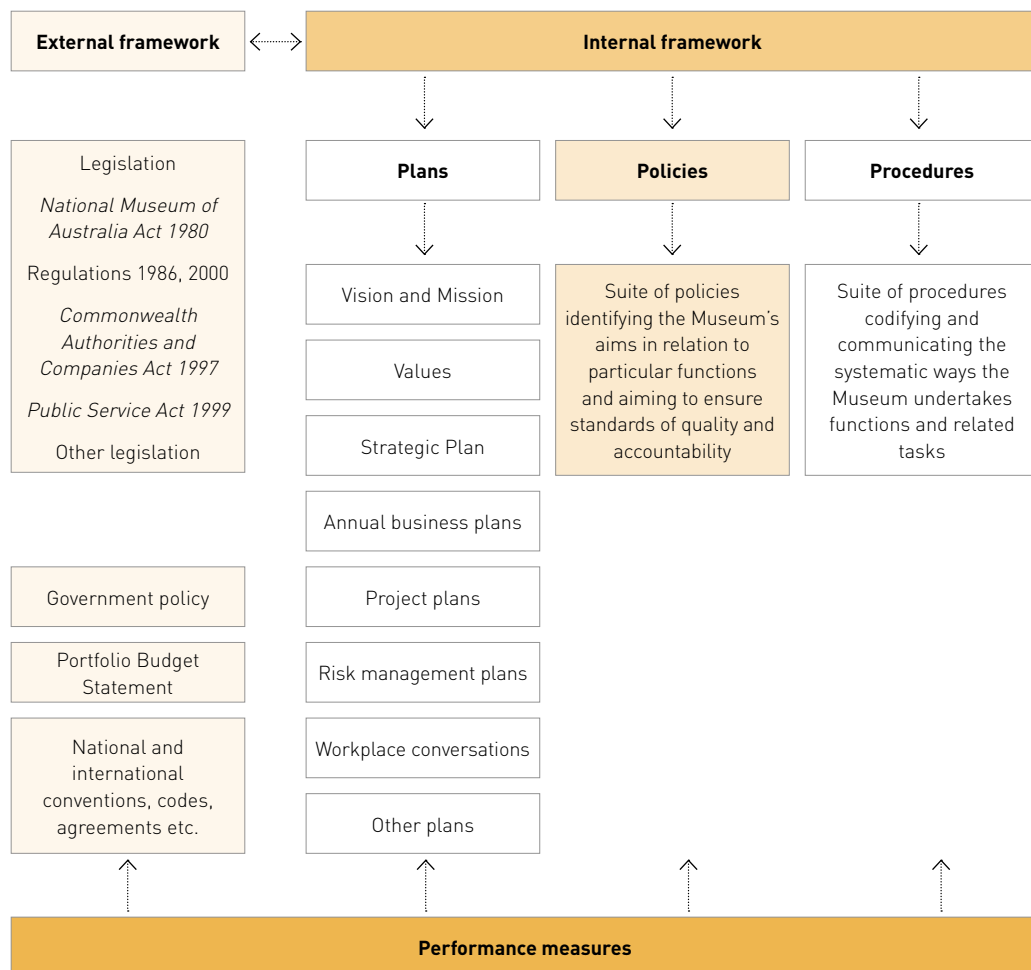 External framework
Internal framework
Legislation
National Museum of
Australia Act 1980
Regulations 1986, 2000
Commonwealth
Authorities and
Companies Act 1997
Public Service Act 1999
Other legislation
Government policy
Portfolio Budget
Statement
National and
international
conventions, codes,
agreements etc.
Plans
Vision and Mission
Values
Strategic Plan
Annual business plans
Project plans
Risk management plans
Workplace conversations
Other plans
Policies
Suite of policies
identifying the Museum’s
aims in relation to
particular functions
and aiming to ensure
standards of quality and
accountability
Procedures
Suite of procedures
codifying and
communicating the
systematic ways the
Museum undertakes
functions and related
tasks
Performance measures